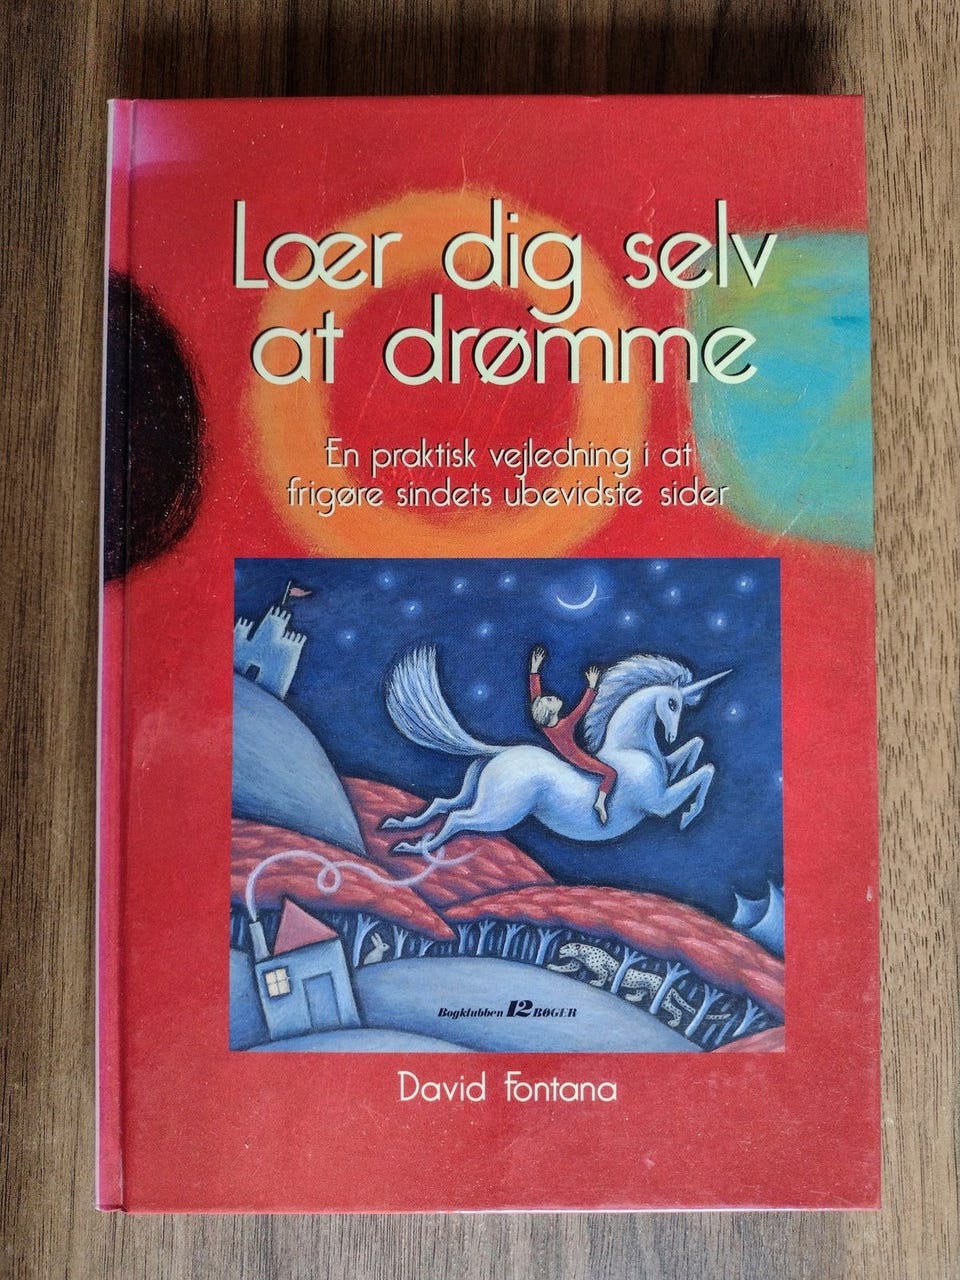 Lær dig selv
at drømme
En praktisk vejledning i at
frigøre sindets ubevidste sider
Bogklubben 12 BØGER
David Fontana